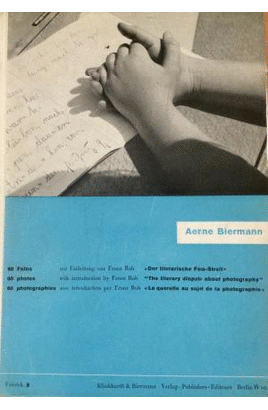 Aenne Biermann
60 Fotos mit Einleitung von Franz Roh »Der literarische Foto-Streit«
60 photos with introduction by Franz Roh "The literary dispute about photography"
60 photographies avec introduction par Franz Roh «La querelle au sujet de la photographie»
Fototek 2 Klinkhardt & Biermann Verlag-Publishers-Editeurs Berlin W 10